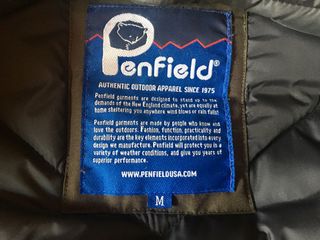 Penfield®
AUTHENTIC OUTDOOR APPAREL SINCE 1975
Penfield garments are designed to stand up to the
demands of the New England climate, yet are equally at
home sheltering you anywhere wind blows or rain falls!
Penfield garments are made by people who know and
love the outdoors. Fashion, function, practicality and
durability are the key elements incorporated into every
design we manufacture. Penfield will protect you in a
variety of weather conditions, and give you years of
superior performance.
WWW.PENFIELDUSA.COM
M